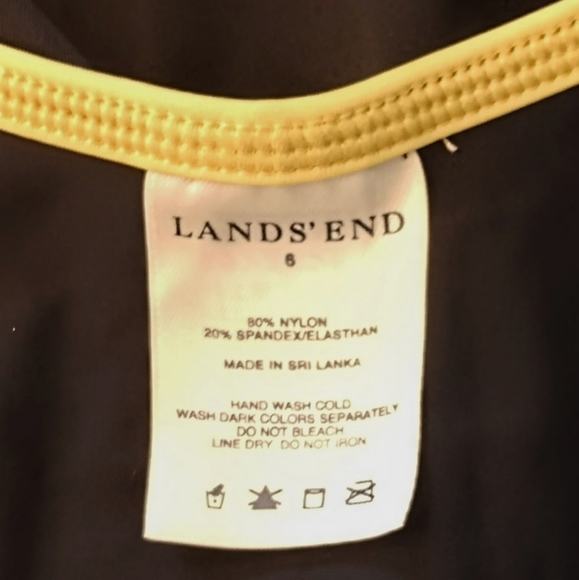 LANDS' END
6
80% NYLON
20% SPANDEX/ELASTHAN
MADE IN SRI LANKA
HAND WASH COLD
WASH DARK COLORS SEPARATELY
DO NOT BLEACH
LINE DRY DO NOT IRON